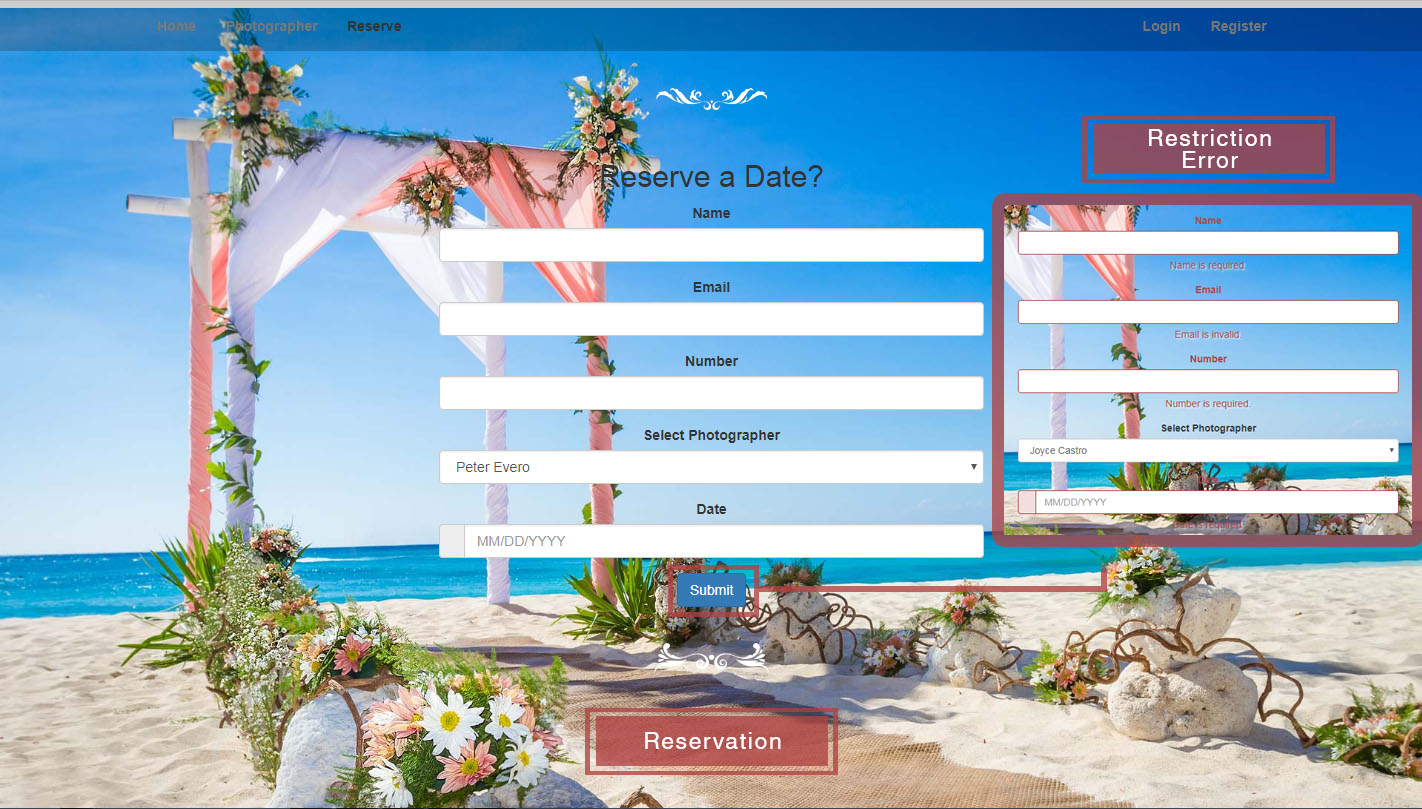 Home Photographer Reserve Login Register
Reserve a Date?
Name
Email
Number
Select Photographer
Peter Evero
Date
MM/DD/YYYY
Submit
Reservation
Restriction
Error
Name
Name is required.
Email
Email is invalid.
Number
Number is required.
Select Photographer
Joyce Castro
Date
MM/DD/YYYY
Date is required.